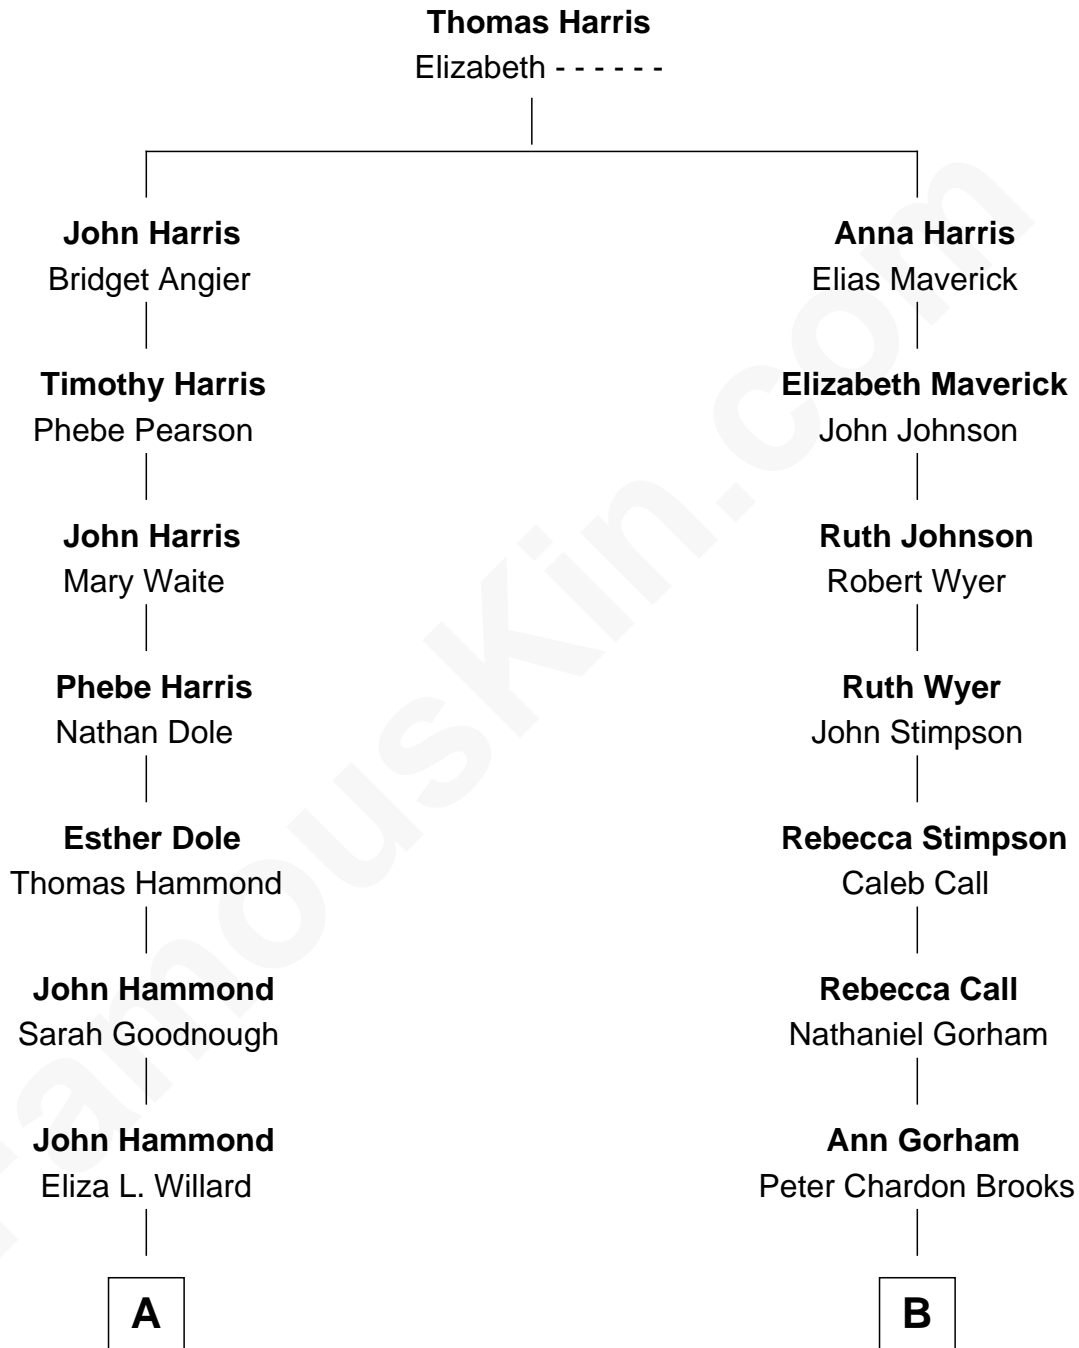 Thomas Harris
Elizabeth - - - - - -
John Harris
Bridget Angier
Anna Harris
Elias Maverick
Timothy Harris
Phebe Pearson
Elizabeth Maverick
John Johnson
John Harris
Mary Waite
Ruth Johnson
Robert Wyer
Phebe Harris
Nathan Dole
Ruth Wyer
John Stimpson
Esther Dole
Thomas Hammond
Rebecca Stimpson
Caleb Call
John Hammond
Sarah Goodnough
Rebecca Call
Nathaniel Gorham
John Hammond
Eliza L. Willard
Ann Gorham
Peter Chardon Brooks
A
B
FamousKin.com